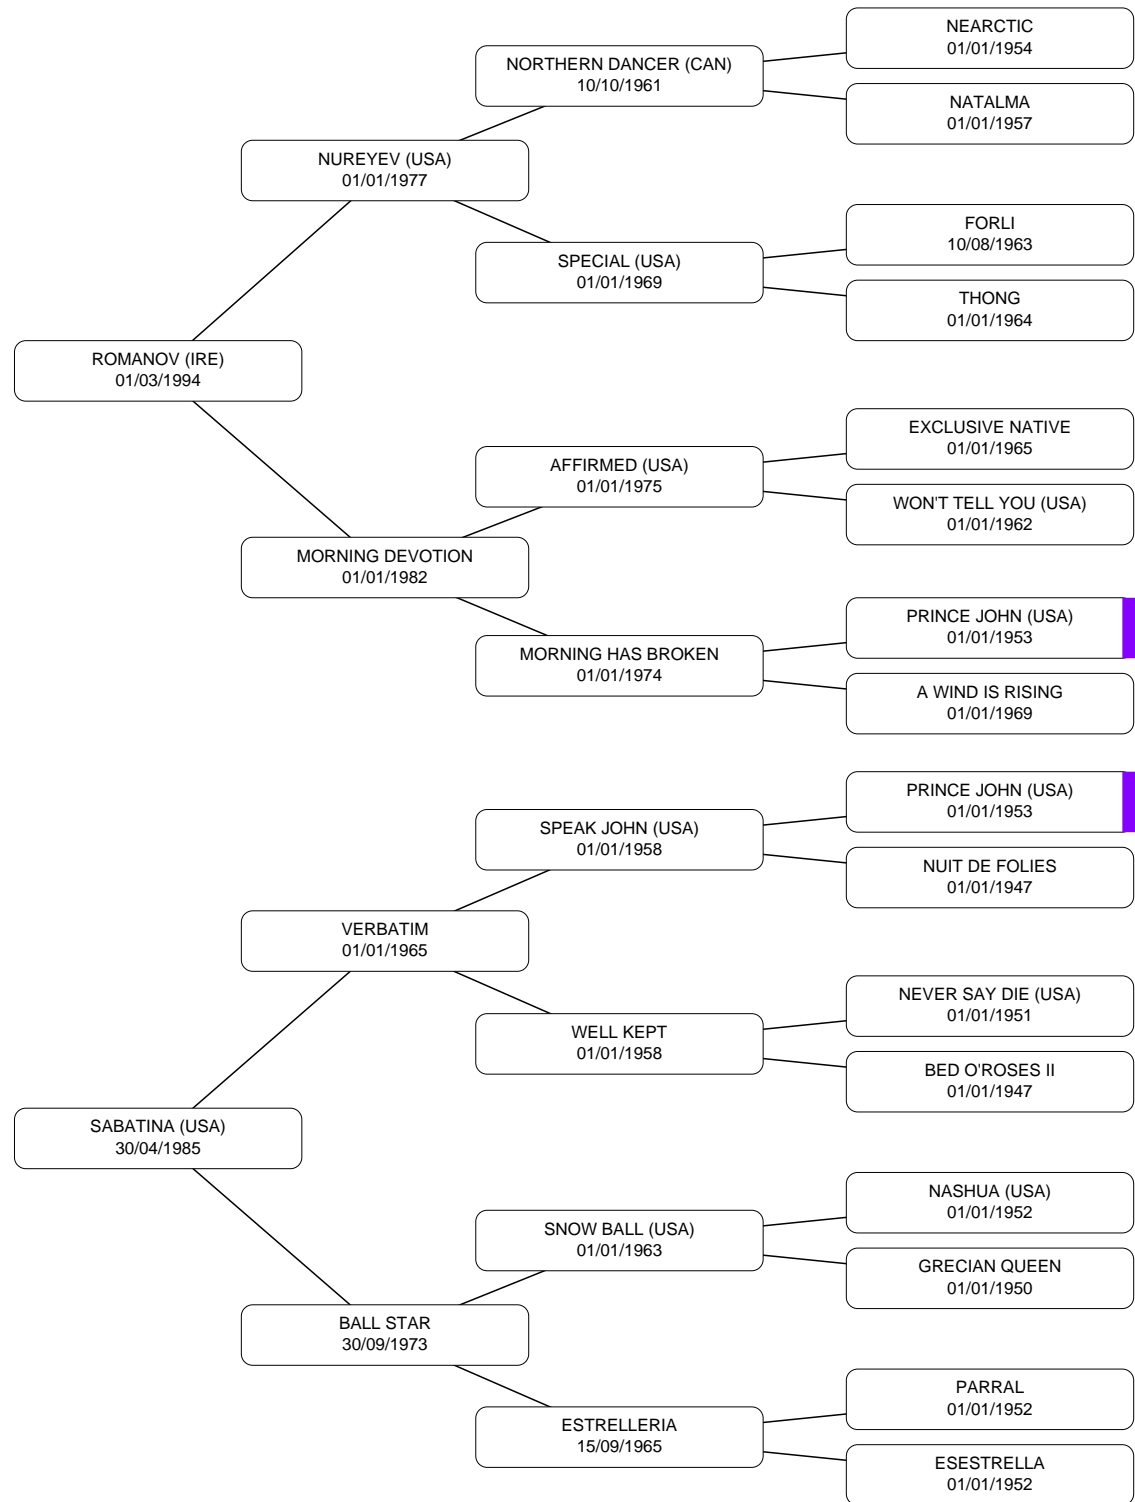 NEARCTIC
01/01/1954
NORTHERN DANCER (CAN)
10/10/1961
NATALMA
01/01/1957
NUREYEV (USA)
01/01/1977
FORLI
10/08/1963
SPECIAL (USA)
01/01/1969
THONG
01/01/1964
ROMANOV (IRE)
01/03/1994
EXCLUSIVE NATIVE
01/01/1965
AFFIRMED (USA)
01/01/1975
WON'T TELL YOU (USA)
01/01/1962
MORNING DEVOTION
01/01/1982
PRINCE JOHN (USA)
01/01/1953
MORNING HAS BROKEN
01/01/1974
A WIND IS RISING
01/01/1969
PRINCE JOHN (USA)
01/01/1953
SPEAK JOHN (USA)
01/01/1958
NUIT DE FOLIES
01/01/1947
VERBATIM
01/01/1965
NEVER SAY DIE (USA)
01/01/1951
WELL KEPT
01/01/1958
BED O'ROSES II
01/01/1947
SABATINA (USA)
30/04/1985
NASHUA (USA)
01/01/1952
SNOW BALL (USA)
01/01/1963
GRECIAN QUEEN
01/01/1950
BALL STAR
30/09/1973
PARRAL
01/01/1952
ESTRELLERIA
15/09/1965
ESESTRELLA
01/01/1952